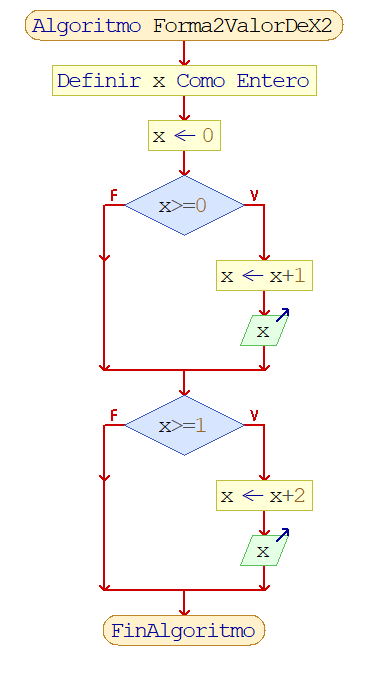 Algoritmo Forma2ValorDeX2
Definir x Como Entero
x ← 0
x>=0
F
V
x ← x+1
x
x>=1
F
V
x ← x+2
x
FinAlgoritmo